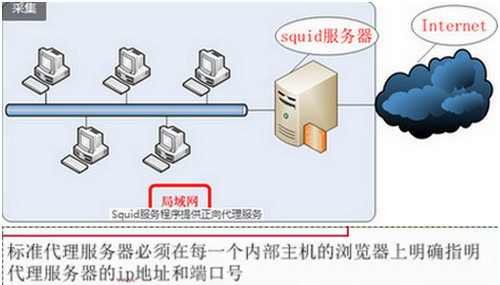 采集
squid服务器
Internet
局域网
Squid服务程序提供正向代理服务
标准代理服务器必须在每一个内部主机的浏览器上明确指明
代理服务器的ip地址和端口号